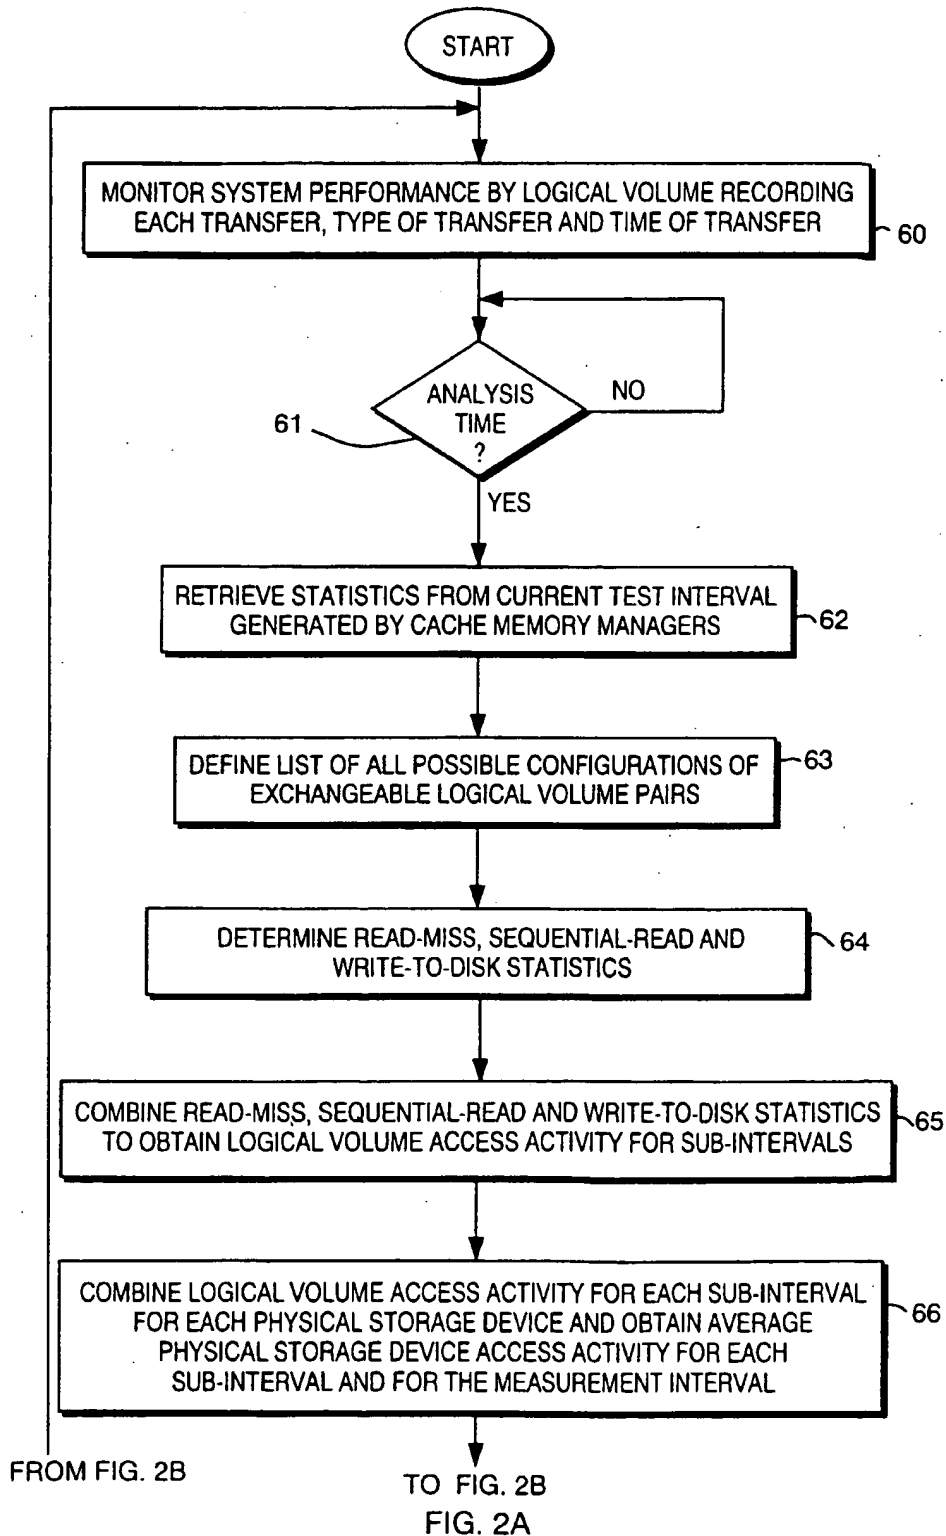 START
MONITOR SYSTEM PERFORMANCE BY LOGICAL VOLUME RECORDING
EACH TRANSFER, TYPE OF TRANSFER AND TIME OF TRANSFER
60
ANALYSIS
TIME
?
NO
61
YES
RETRIEVE STATISTICS FROM CURRENT TEST INTERVAL
GENERATED BY CACHE MEMORY MANAGERS
62
DEFINE LIST OF ALL POSSIBLE CONFIGURATIONS OF
EXCHANGEABLE LOGICAL VOLUME PAIRS
63
DETERMINE READ-MISS, SEQUENTIAL-READ AND
WRITE-TO-DISK STATISTICS
64
COMBINE READ-MISS, SEQUENTIAL-READ AND WRITE-TO-DISK STATISTICS
TO OBTAIN LOGICAL VOLUME ACCESS ACTIVITY FOR SUB-INTERVALS
65
COMBINE LOGICAL VOLUME ACCESS ACTIVITY FOR EACH SUB-INTERVAL
FOR EACH PHYSICAL STORAGE DEVICE AND OBTAIN AVERAGE
PHYSICAL STORAGE DEVICE ACCESS ACTIVITY FOR EACH
SUB-INTERVAL AND FOR THE MEASUREMENT INTERVAL
66
FROM FIG. 2B
TO FIG. 2B
FIG. 2A